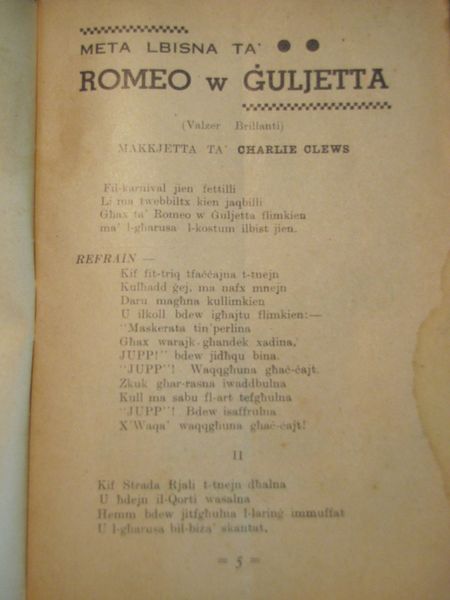 META LBISNA TA' ● ●
ROMEO w ĠULJETTA
(Valzer Brillanti)
MAKKJETTA TA' CHARLIE CLEWS
Fil-karnival jien fettilli
Li ma twebbiltx kien jaqbilli
Għax ta' Romeo w Ġuljetta flimkien
ma' l-għarusa l-kostum ilbist jien.
REFRAIN —
Kif fit-triq tfaċċajna t-tnejn
Kulħadd ġej, ma nafx mnejn
Daru magħna kullimkien
U ilkoll bdew igħajtu flimkien:—
"Maskerata tin perlina
Għax warajk għandek xadina,
JUPP!" bdew jidħqu bina.
"JUPP"! Waqqgħuna għaċ-ċajt.
Zkuk għar-rasna iwaddbulna
Kull ma sabu fl-art tefgħulna
"JUPP"! Bdew isaffrulna
X'Waqa' waqqgħuna għaċ-ċajt!
II
Kif Strada Rjali t-tnejn dħalna
U ħdejn il-Qorti wasalna
Hemm bdew jitfgħulna l-larinġ immuffat
U l-għarusa bil-biża' skantat.
= 5 =